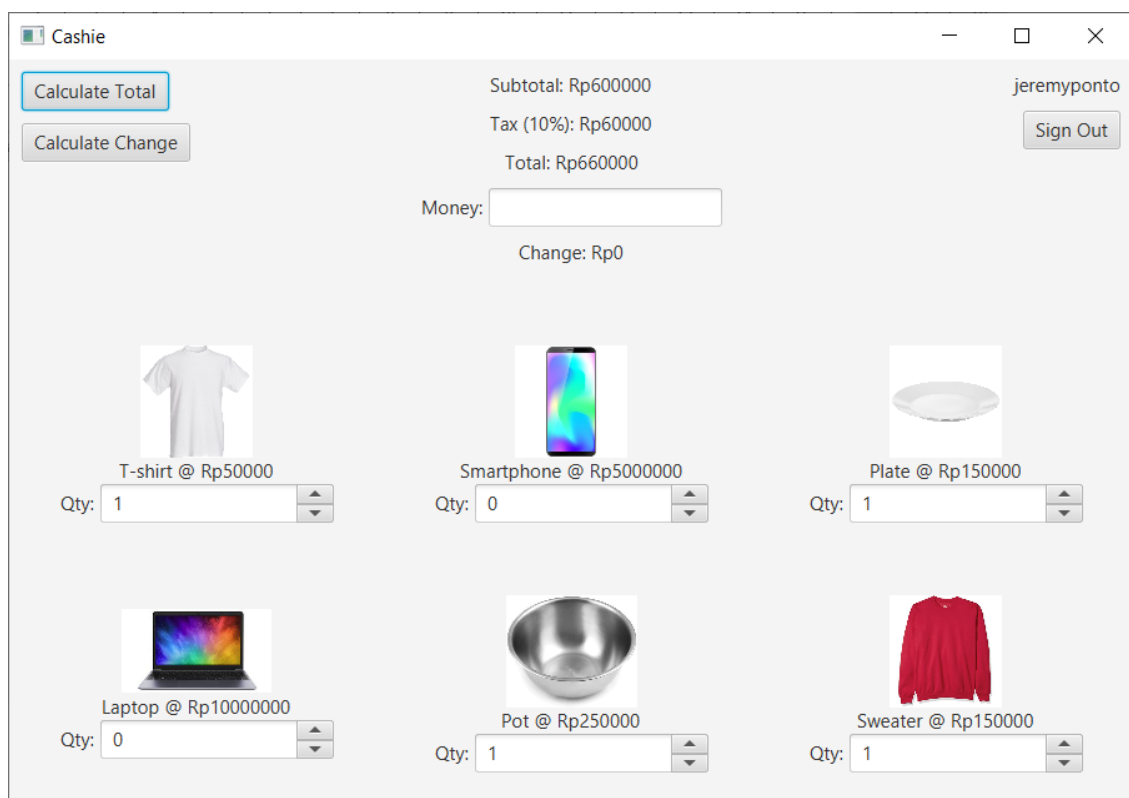 Cashie
Calculate Total
Calculate Change
Subtotal: Rp600000
Tax (10%): Rp60000
Total: Rp660000
Money:
Change: Rp0
jeremyponto
Sign Out
T-shirt @ Rp50000
Qty: 1
Smartphone @ Rp5000000
Qty: 0
Plate @ Rp150000
Qty: 1
Laptop @ Rp10000000
Qty: 0
Pot @ Rp250000
Qty: 1
Sweater @ Rp150000
Qty: 1